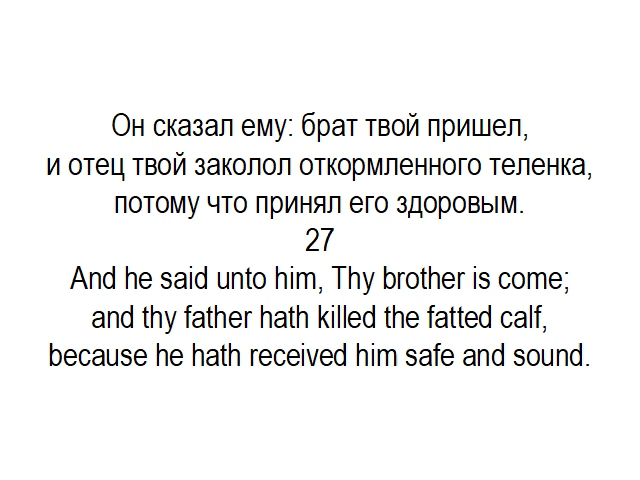 Он сказал ему: брат твой пришел,
и отец твой заколол откормленного теленка,
потому что принял его здоровым.
27
And he said unto him, Thy brother is come;
and thy father hath killed the fatted calf,
because he hath received him safe and sound.